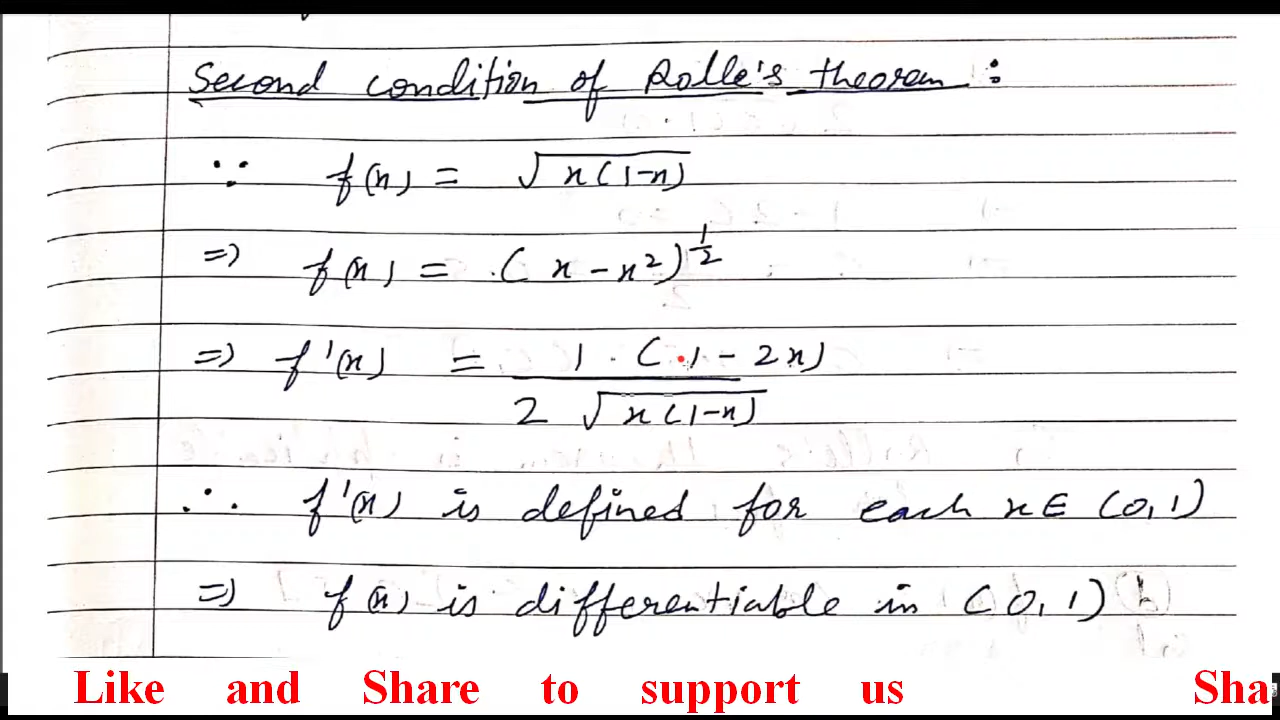 Second condition of Rolle's theorem :
∵ f(x) = √x(1-x)
⇒ f(x) = (x - x²)^1/2
⇒ f'(x) = 1 . (1 - 2x)
2 √x(1-x)
∴ f'(x) is defined for each x ∈ (0,1)
⇒ f(x) is differentiable in (0,1)
Like and Share to support us Sha